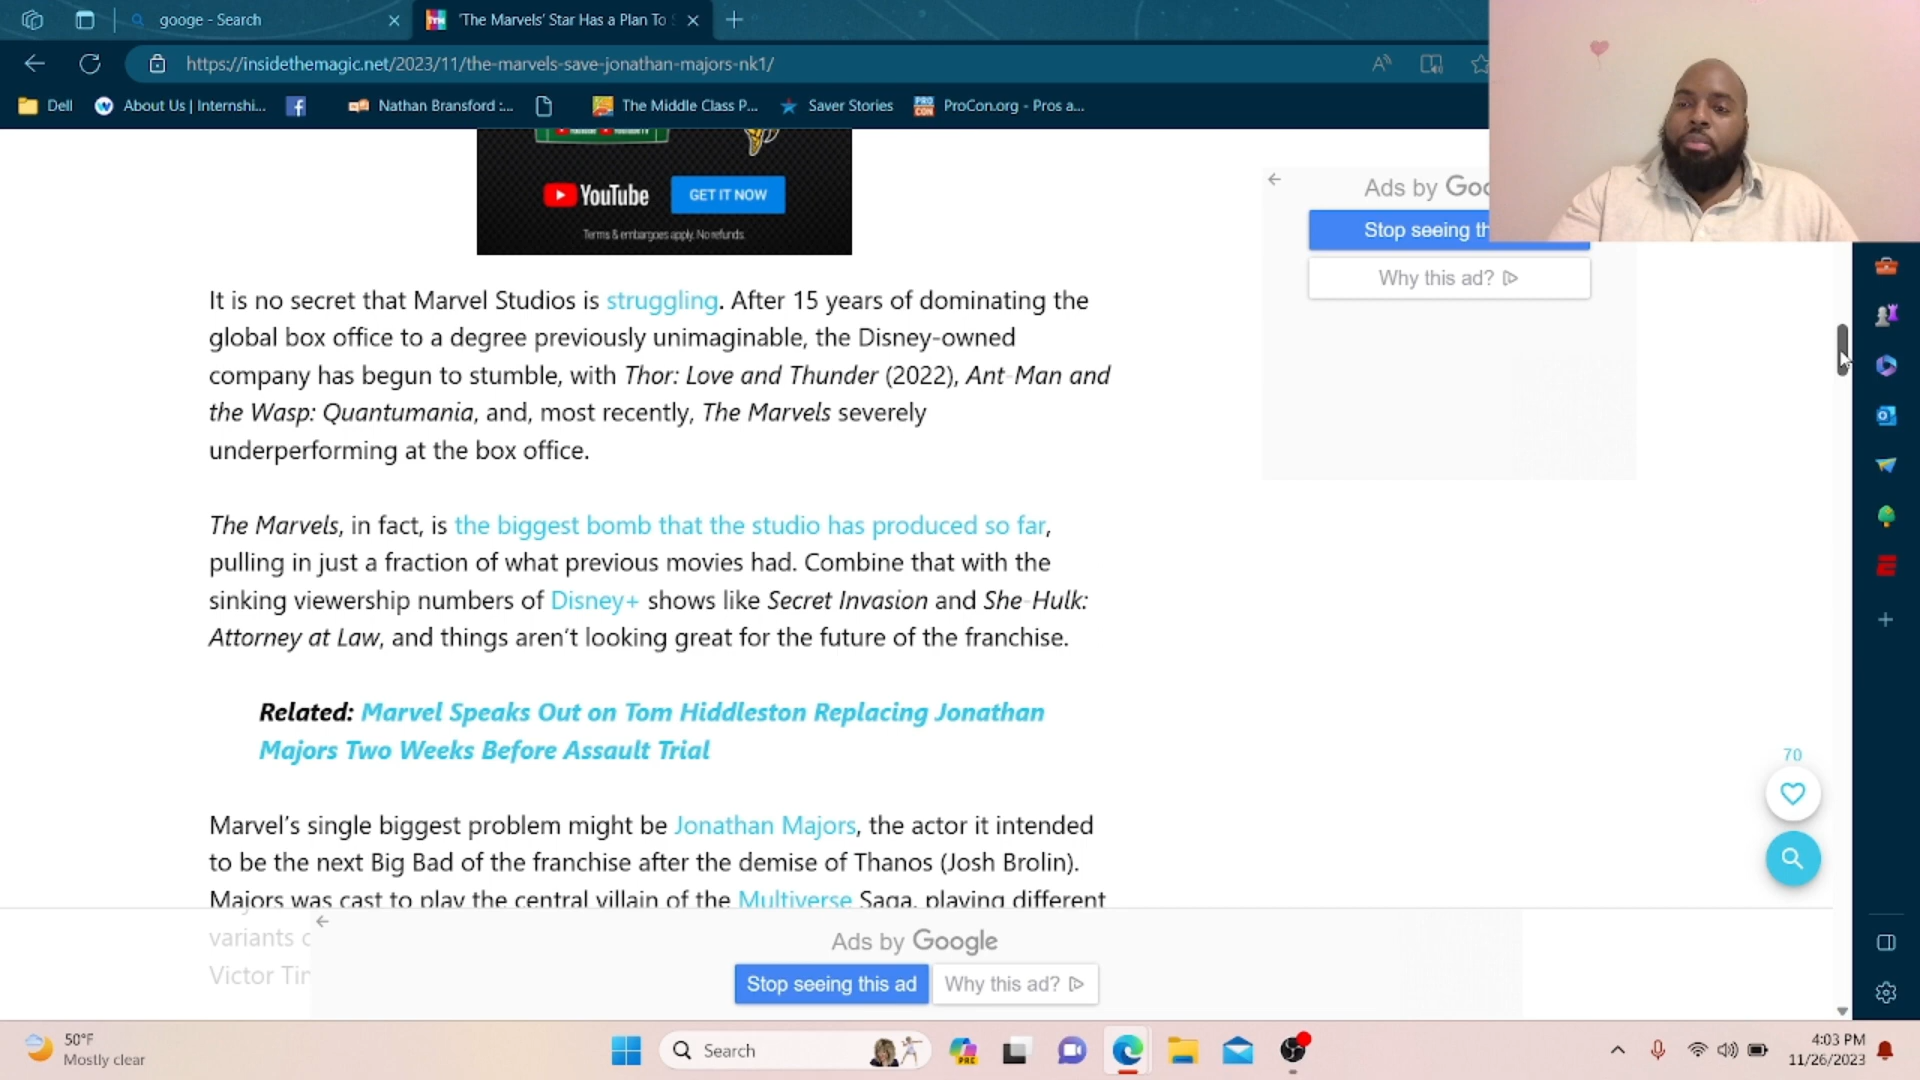 googe - Search
'The Marvels' Star Has a Plan To
https://insidethemagic.net/2023/11/the-marvels-save-jonathan-majors-nk1/
Dell
About Us | Internshi...
Nathan Bransford :...
The Middle Class P...
Saver Stories
ProCon.org - Pros a...
YouTube
GET IT NOW
Terms & embargoes apply. No refunds.
Ads by Goo
Stop seeing th
Why this ad?
It is no secret that Marvel Studios is struggling. After 15 years of dominating the
global box office to a degree previously unimaginable, the Disney-owned
company has begun to stumble, with Thor: Love and Thunder (2022), Ant-Man and
the Wasp: Quantumania, and, most recently, The Marvels severely
underperforming at the box office.
The Marvels, in fact, is the biggest bomb that the studio has produced so far,
pulling in just a fraction of what previous movies had. Combine that with the
sinking viewership numbers of Disney+ shows like Secret Invasion and She-Hulk:
Attorney at Law, and things aren't looking great for the future of the franchise.
Related: Marvel Speaks Out on Tom Hiddleston Replacing Jonathan
Majors Two Weeks Before Assault Trial
70
Marvel's single biggest problem might be Jonathan Majors, the actor it intended
to be the next Big Bad of the franchise after the demise of Thanos (Josh Brolin).
Majors was cast to play the central villain of the Multiverse Saga, playing different
variants
Victor
Ads by Google
Stop seeing this ad
Why this ad?
50°F
Mostly clear
Search
PRE
4:03 PM
11/26/2023